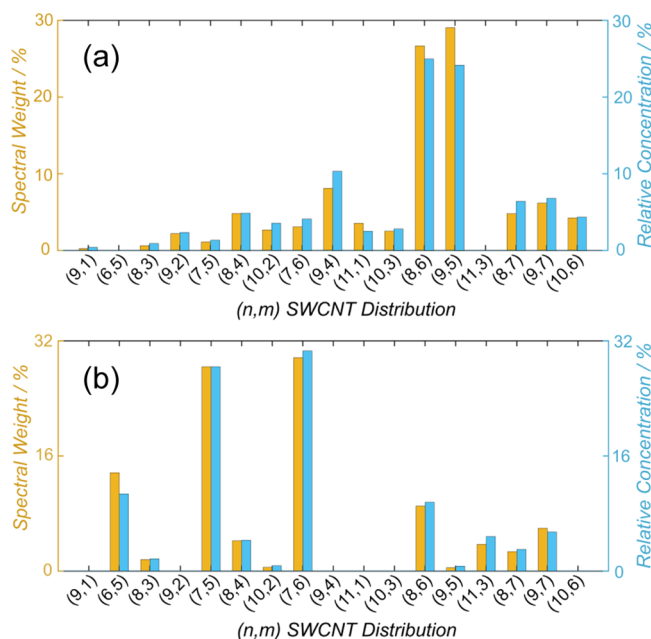 (a)
Spectral Weight / %
30
20
10
0
Relative Concentration / %
30
20
10
0
(9,1) (6,5) (8,3) (9,2) (7,5) (8,4) (10,2) (7,6) (9,4) (11,1) (10,3) (8,6) (9,5) (11,3) (8,7) (9,7) (10,6)
(n,m) SWCNT Distribution
(b)
Spectral Weight / %
32
16
0
Relative Concentration / %
32
16
0
(9,1) (6,5) (8,3) (9,2) (7,5) (8,4) (10,2) (7,6) (9,4) (11,1) (10,3) (8,6) (9,5) (11,3) (8,7) (9,7) (10,6)
(n,m) SWCNT Distribution